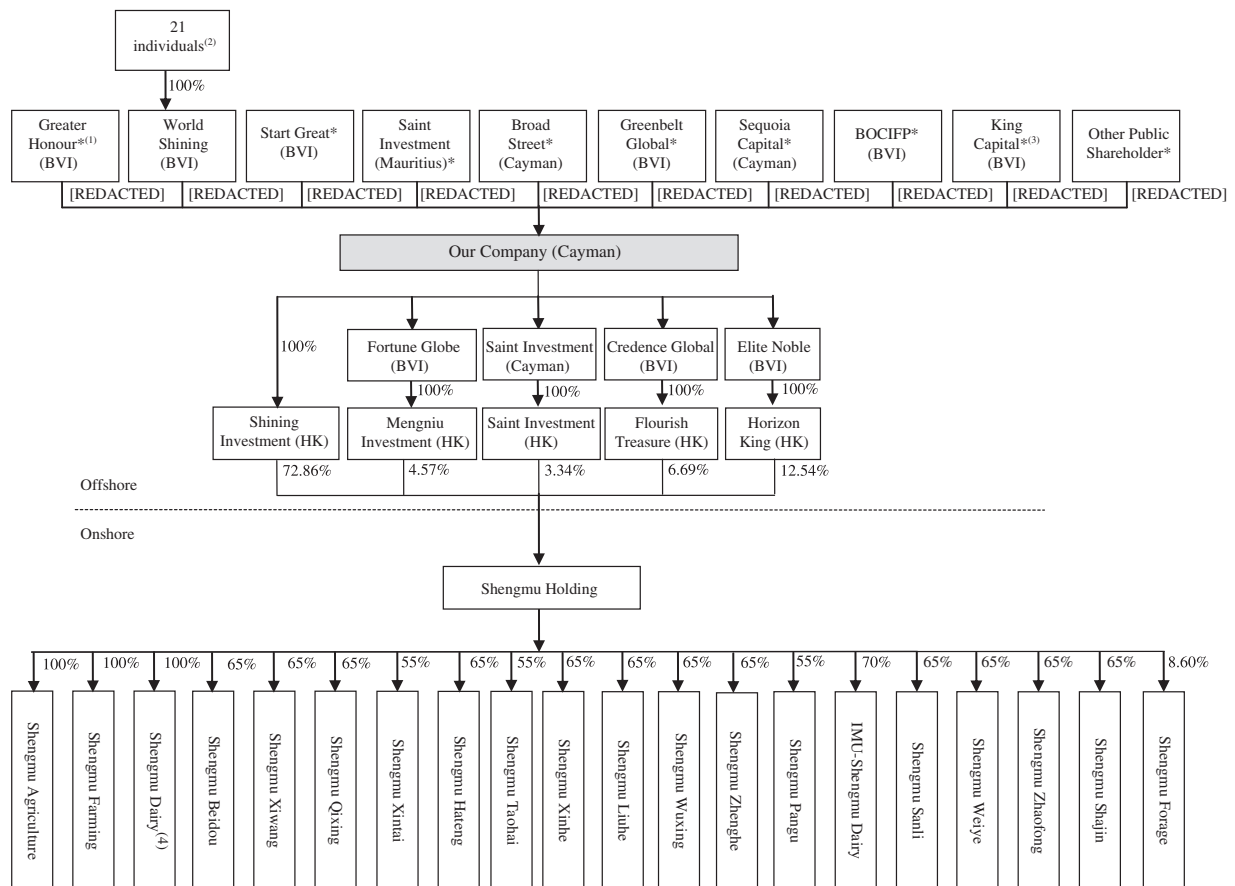 21
individuals(2)
100%
Greater
Honour*(1)
(BVI)
World
Shining
(BVI)
Start Great*
(BVI)
Saint
Investment
(Mauritius)*
Broad
Street*
(Cayman)
Greenbelt
Global*
(BVI)
Sequoia
Capital*
(Cayman)
BOCIFP*
(BVI)
King
Capital*(3)
(BVI)
Other Public
Shareholder*
[REDACTED]
[REDACTED]
[REDACTED]
[REDACTED]
[REDACTED]
[REDACTED]
[REDACTED]
[REDACTED]
[REDACTED]
[REDACTED]
Our Company (Cayman)
100%
Fortune Globe
(BVI)
Saint Investment
(Cayman)
Credence Global
(BVI)
Elite Noble
(BVI)
100%
100%
100%
100%
Shining
Investment (HK)
Mengniu
Investment (HK)
Saint Investment
(HK)
Flourish
Treasure (HK)
Horizon
King (HK)
72.86%
4.57%
3.34%
6.69%
12.54%
Offshore
Onshore
Shengmu Holding
100%
100%
100%
65%
65%
65%
55%
65%
55%
65%
65%
65%
65%
55%
70%
65%
65%
65%
65%
8.60%
Shengmu Agriculture
Shengmu Farming
Shengmu Dairy(4)
Shengmu Beidou
Shengmu Xiwang
Shengmu Qixing
Shengmu Xintai
Shengmu Hateng
Shengmu Taohai
Shengmu Xinhe
Shengmu Liuhe
Shengmu Wuxing
Shengmu Zhenghe
Shengmu Pangu
IMU-Shengmu Dairy
Shengmu Sanli
Shengmu Weiye
Shengmu Zhaofong
Shengmu Shajin
Shengmu Forage